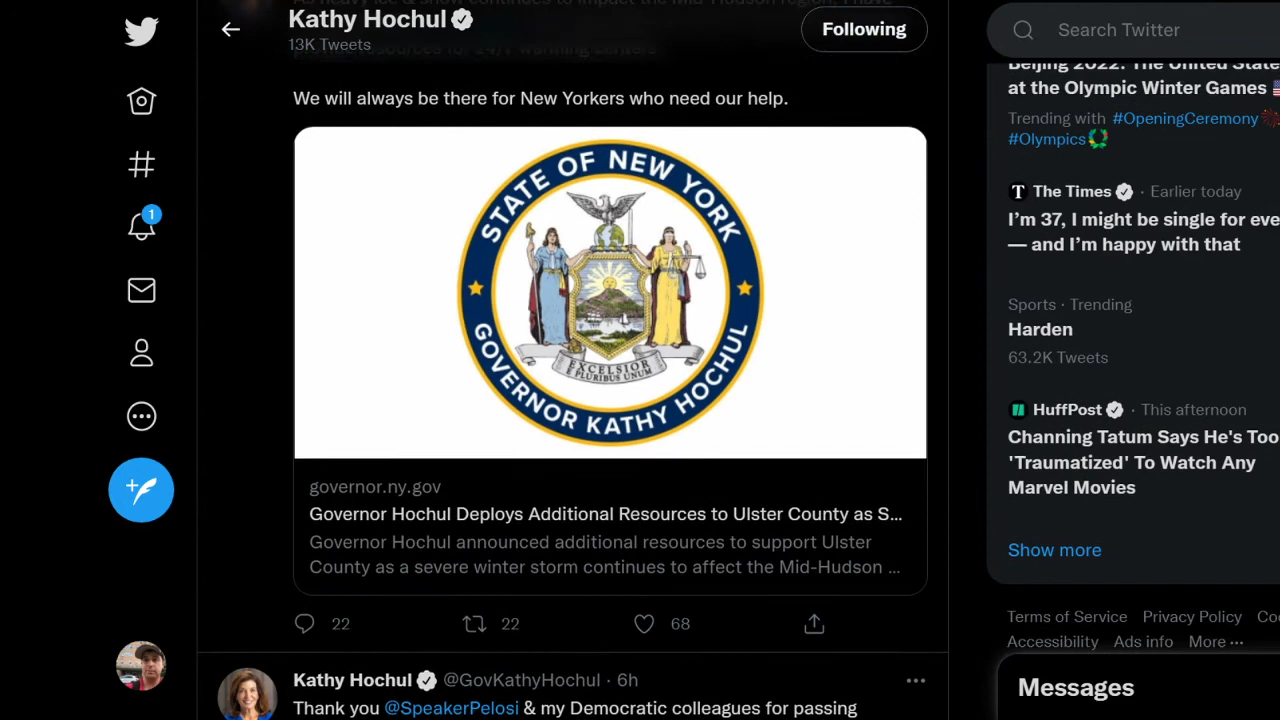 Kathy Hochul
13K Tweets
Following
We will always be there for New Yorkers who need our help.
STATE OF NEW YORK
EXCELSIOR
E PLURIBUS UNUM
GOVERNOR KATHY HOCHUL
governor.ny.gov
Governor Hochul Deploys Additional Resources to Ulster County as S...
Governor Hochul announced additional resources to support Ulster
County as a severe winter storm continues to affect the Mid-Hudson ...
22
22
68
Kathy Hochul @GovKathyHochul · 6h
Thank you @SpeakerPelosi & my Democratic colleagues for passing
1
Search Twitter
Beijing 2022: The United State
at the Olympic Winter Games
Trending with #OpeningCeremony
#Olympics
T The Times · Earlier today
I'm 37, I might be single for eve
— and I'm happy with that
Sports · Trending
Harden
63.2K Tweets
HuffPost · This afternoon
Channing Tatum Says He's Too
'Traumatized' To Watch Any
Marvel Movies
Show more
Terms of Service Privacy Policy Coo
Accessibility Ads info More ···
Messages